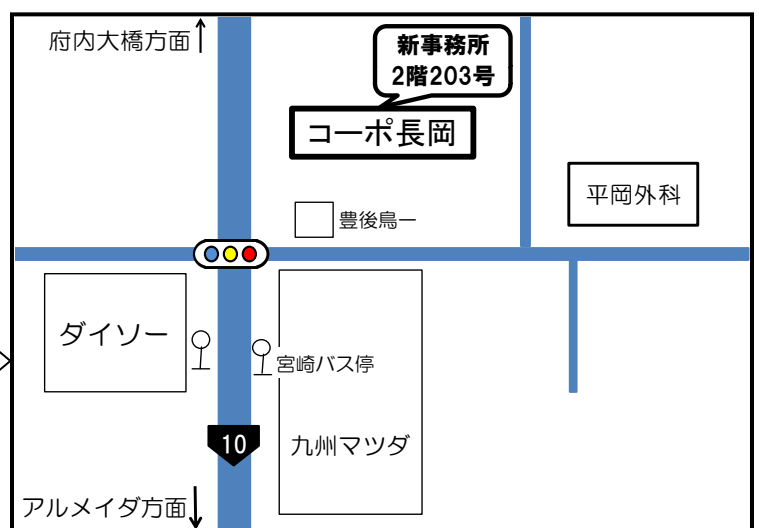 府内大橋方面
新事務所
2階203号
コーポ長岡
平岡外科
豊後鳥一
ダイソー
宮崎バス停
10
九州マツダ
アルメイダ方面